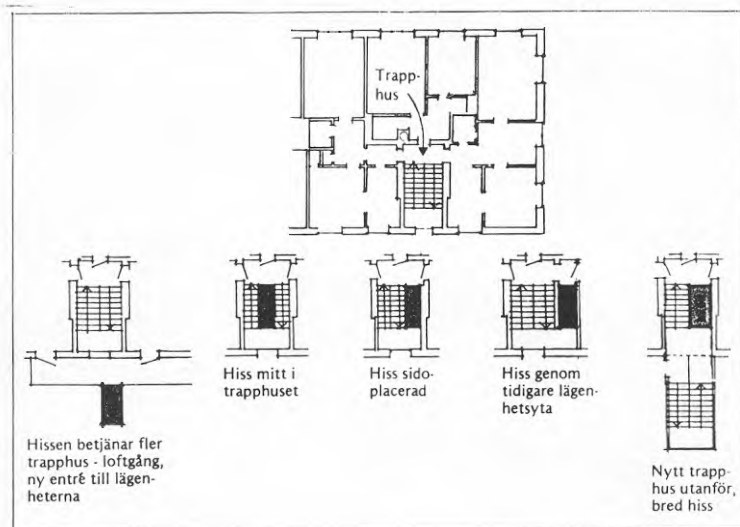 Trapp-
hus
Hissen betjänar fler
trapphus - loftgång,
ny entré till lägen-
heterna
Hiss mitt i
trapphuset
Hiss sido-
placerad
Hiss genom
tidigare lägen-
hetsyta
Nytt trapp-
hus utanför,
bred hiss